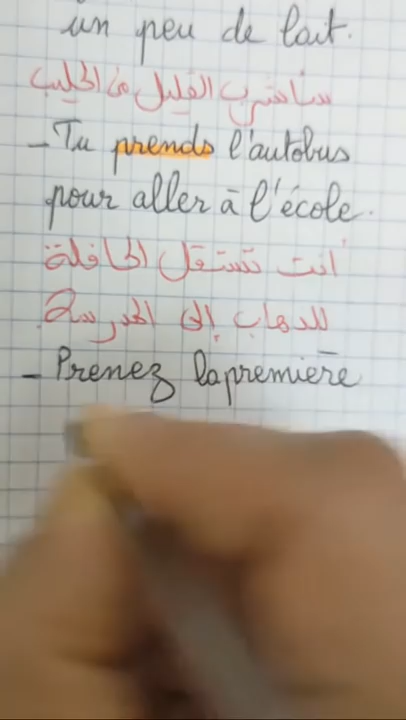 un peu de lait.
سأشرب القليل من الحليب
- Tu prends l'autobus
pour aller à l'école.
أنت تستقل الحافلة
للذهاب إلى المدرسة
- Prenez la première